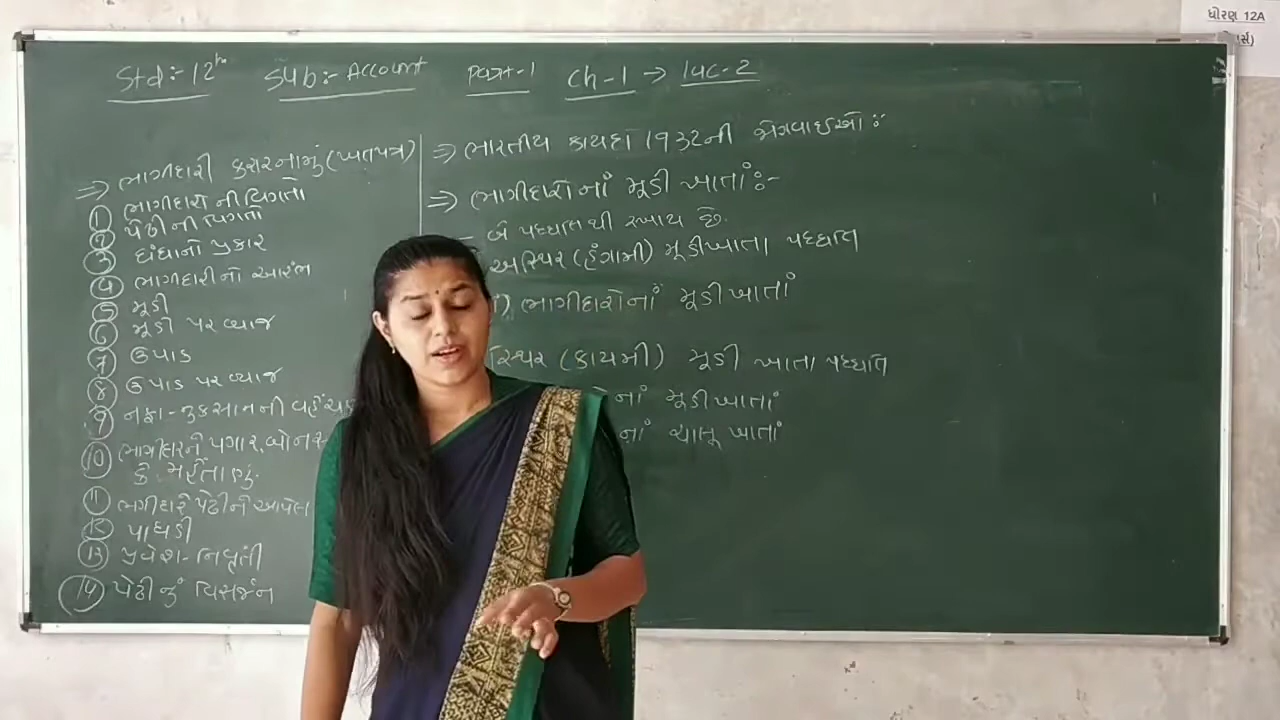 ધોરણ 12A
Std:- 12th Sub:- Account Part-1 Ch-1 → Lec-2
⇒ ભાગીદારી કરારનામું (ખતપત્ર)
① ભાગીદારોની વિગતો
② પેઢીની વિગતો
③ ધંધાનો પ્રકાર
④ ભાગીદારીનો આરંભ
⑤ મૂડી
⑥ મૂડી પર વ્યાજ
⑦ ઉપાડ
⑧ ઉપાડ પર વ્યાજ
⑨ નફા-નુકસાનની
⑩ ભાગીદારને પગાર, બોનસ
કે મહેનતાણું.
⑪ ભાગીદારે પેઢીને આપેલ
⑫ પાઘડી
⑬ પ્રવેશ-નિવૃત્તી
⑭ પેઢીનું વિસર્જન
⇒ ભારતીય કાયદા 1932ની જોગવાઈઓ:
⇒ ભાગીદારોનાં મૂડી ખાતાં:-
- બે પધ્ધતિથી રખાય છે.
અસ્થિર (હંગામી) મૂડીખાતા પધ્ધતિ
ભાગીદારોનાં મૂડીખાતાં
સ્થિર (કાયમી) મૂડી ખાતા પધ્ધતિ
નાં મૂડીખાતાં
નાં ચાલૂ ખાતાં